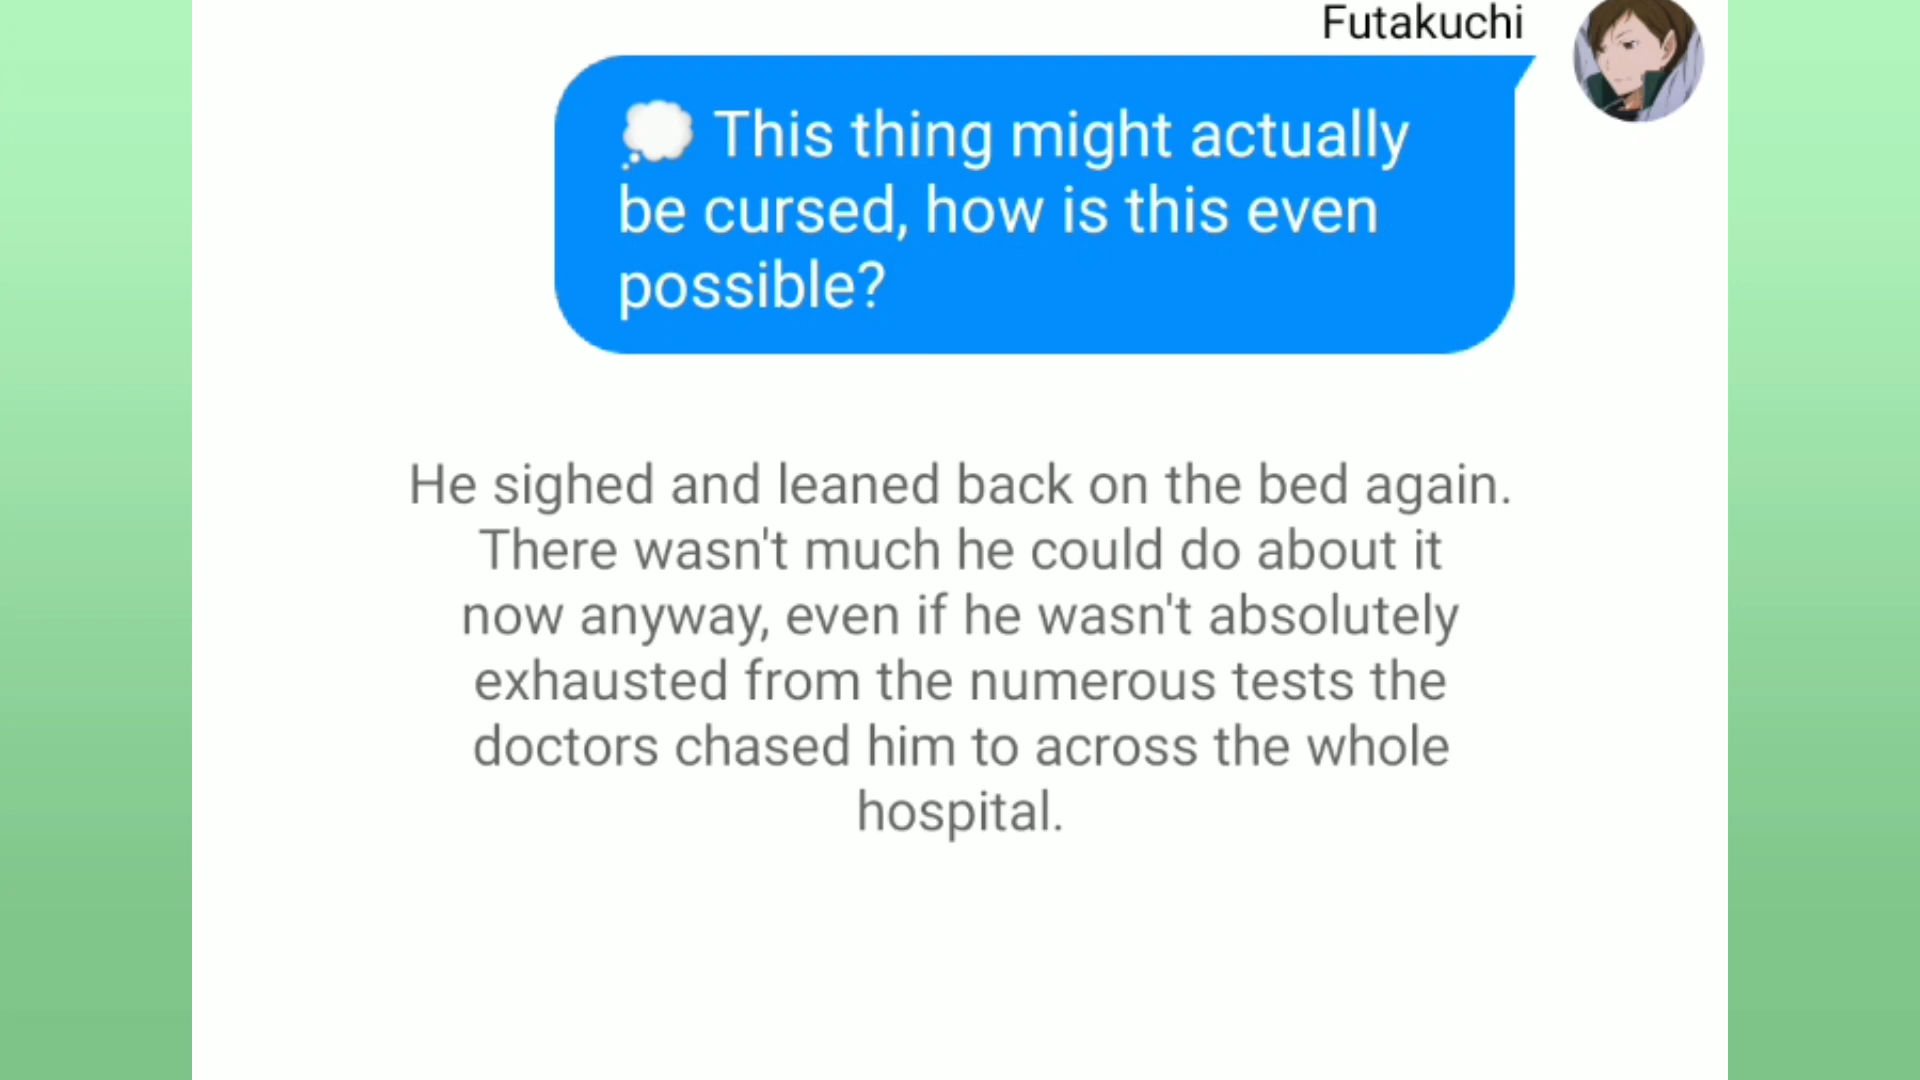 Futakuchi
💭 This thing might actually
be cursed, how is this even
possible?
He sighed and leaned back on the bed again.
There wasn't much he could do about it
now anyway, even if he wasn't absolutely
exhausted from the numerous tests the
doctors chased him to across the whole
hospital.